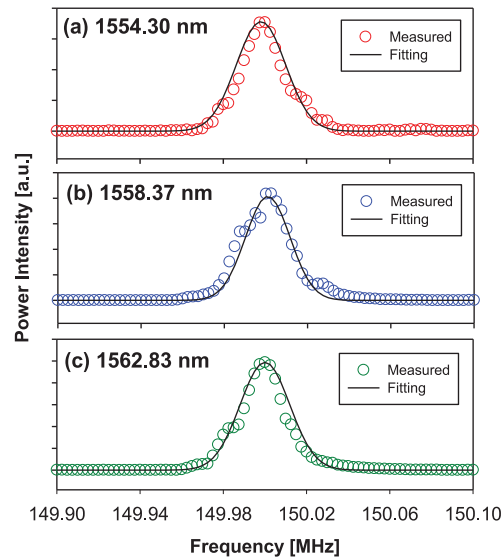 (a) 1554.30 nm
Measured
Fitting
(b) 1558.37 nm
Measured
Fitting
(c) 1562.83 nm
Measured
Fitting
Power Intensity [a.u.]
149.90 149.94 149.98 150.02 150.06 150.10
Frequency [MHz]